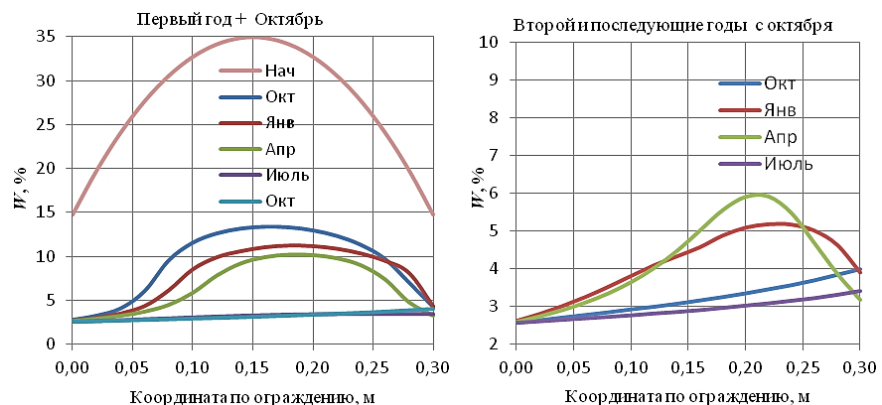 Первый год + Октябрь
35
30
25
20
15
10
5
0
W, %
Нач
Окт
Янв
Апр
Июль
Окт
0,00 0,05 0,10 0,15 0,20 0,25 0,30
Координата по ограждению, м
Второй и последующие годы с октября
10
9
8
7
6
5
4
3
2
W, %
Окт
Янв
Апр
Июль
0,00 0,05 0,10 0,15 0,20 0,25 0,30
Координата по ограждению, м